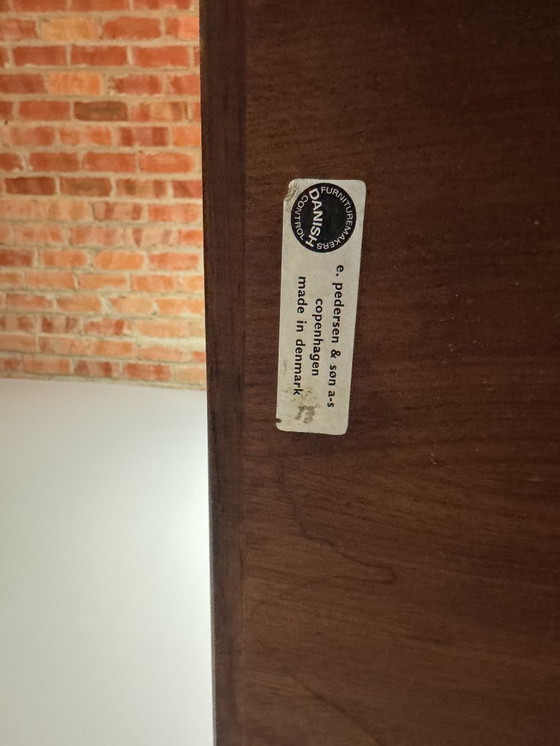 DANISH
FURNITUREMAKERS
CONTROL
e. pedersen & søn a-s
copenhagen
made in denmark